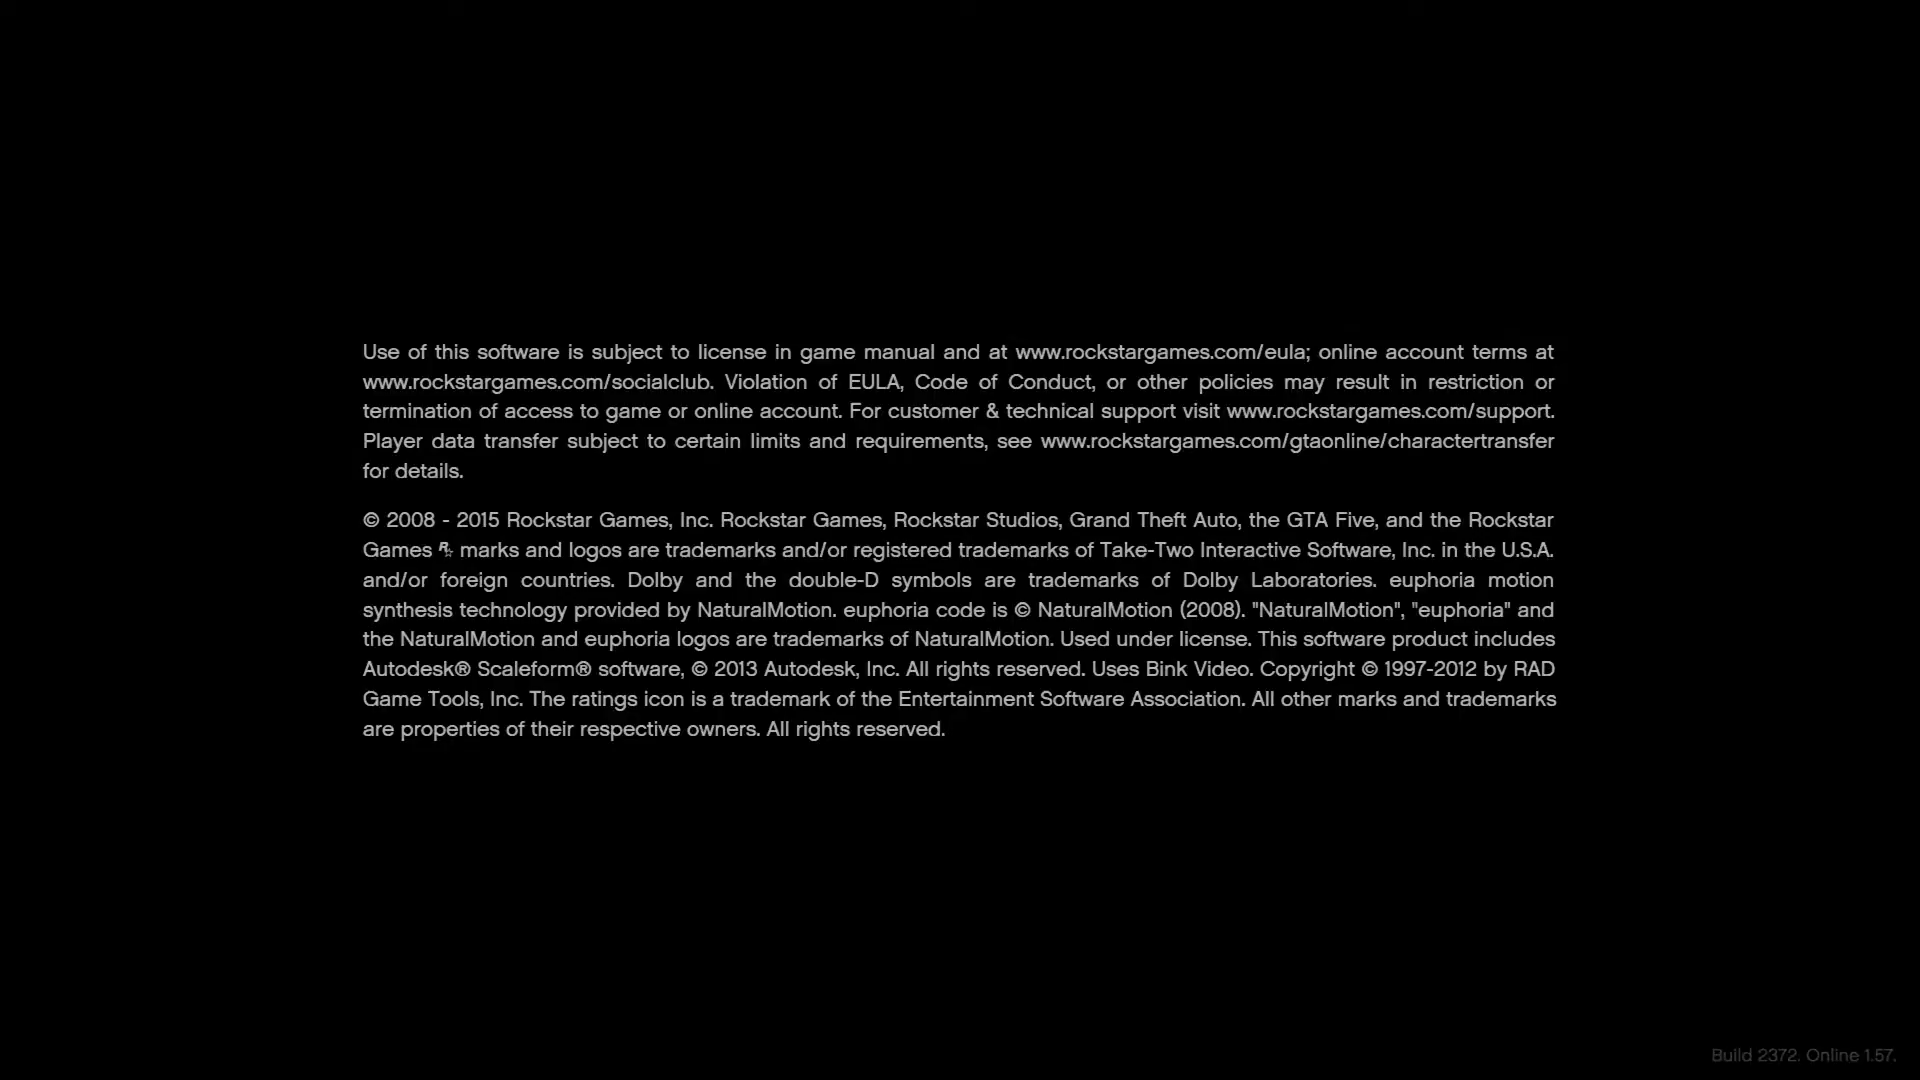 Use of this software is subject to license in game manual and at www.rockstargames.com/eula; online account terms at
www.rockstargames.com/socialclub. Violation of EULA, Code of Conduct, or other policies may result in restriction or
termination of access to game or online account. For customer & technical support visit www.rockstargames.com/support.
Player data transfer subject to certain limits and requirements, see www.rockstargames.com/gtaonline/charactertransfer
for details.
© 2008 - 2015 Rockstar Games, Inc. Rockstar Games, Rockstar Studios, Grand Theft Auto, the GTA Five, and the Rockstar
Games R* marks and logos are trademarks and/or registered trademarks of Take-Two Interactive Software, Inc. in the U.S.A.
and/or foreign countries. Dolby and the double-D symbols are trademarks of Dolby Laboratories. euphoria motion
synthesis technology provided by NaturalMotion. euphoria code is © NaturalMotion (2008). "NaturalMotion", "euphoria" and
the NaturalMotion and euphoria logos are trademarks of NaturalMotion. Used under license. This software product includes
Autodesk® Scaleform® software, © 2013 Autodesk, Inc. All rights reserved. Uses Bink Video. Copyright © 1997-2012 by RAD
Game Tools, Inc. The ratings icon is a trademark of the Entertainment Software Association. All other marks and trademarks
are properties of their respective owners. All rights reserved.
Build 2372. Online 1.57.